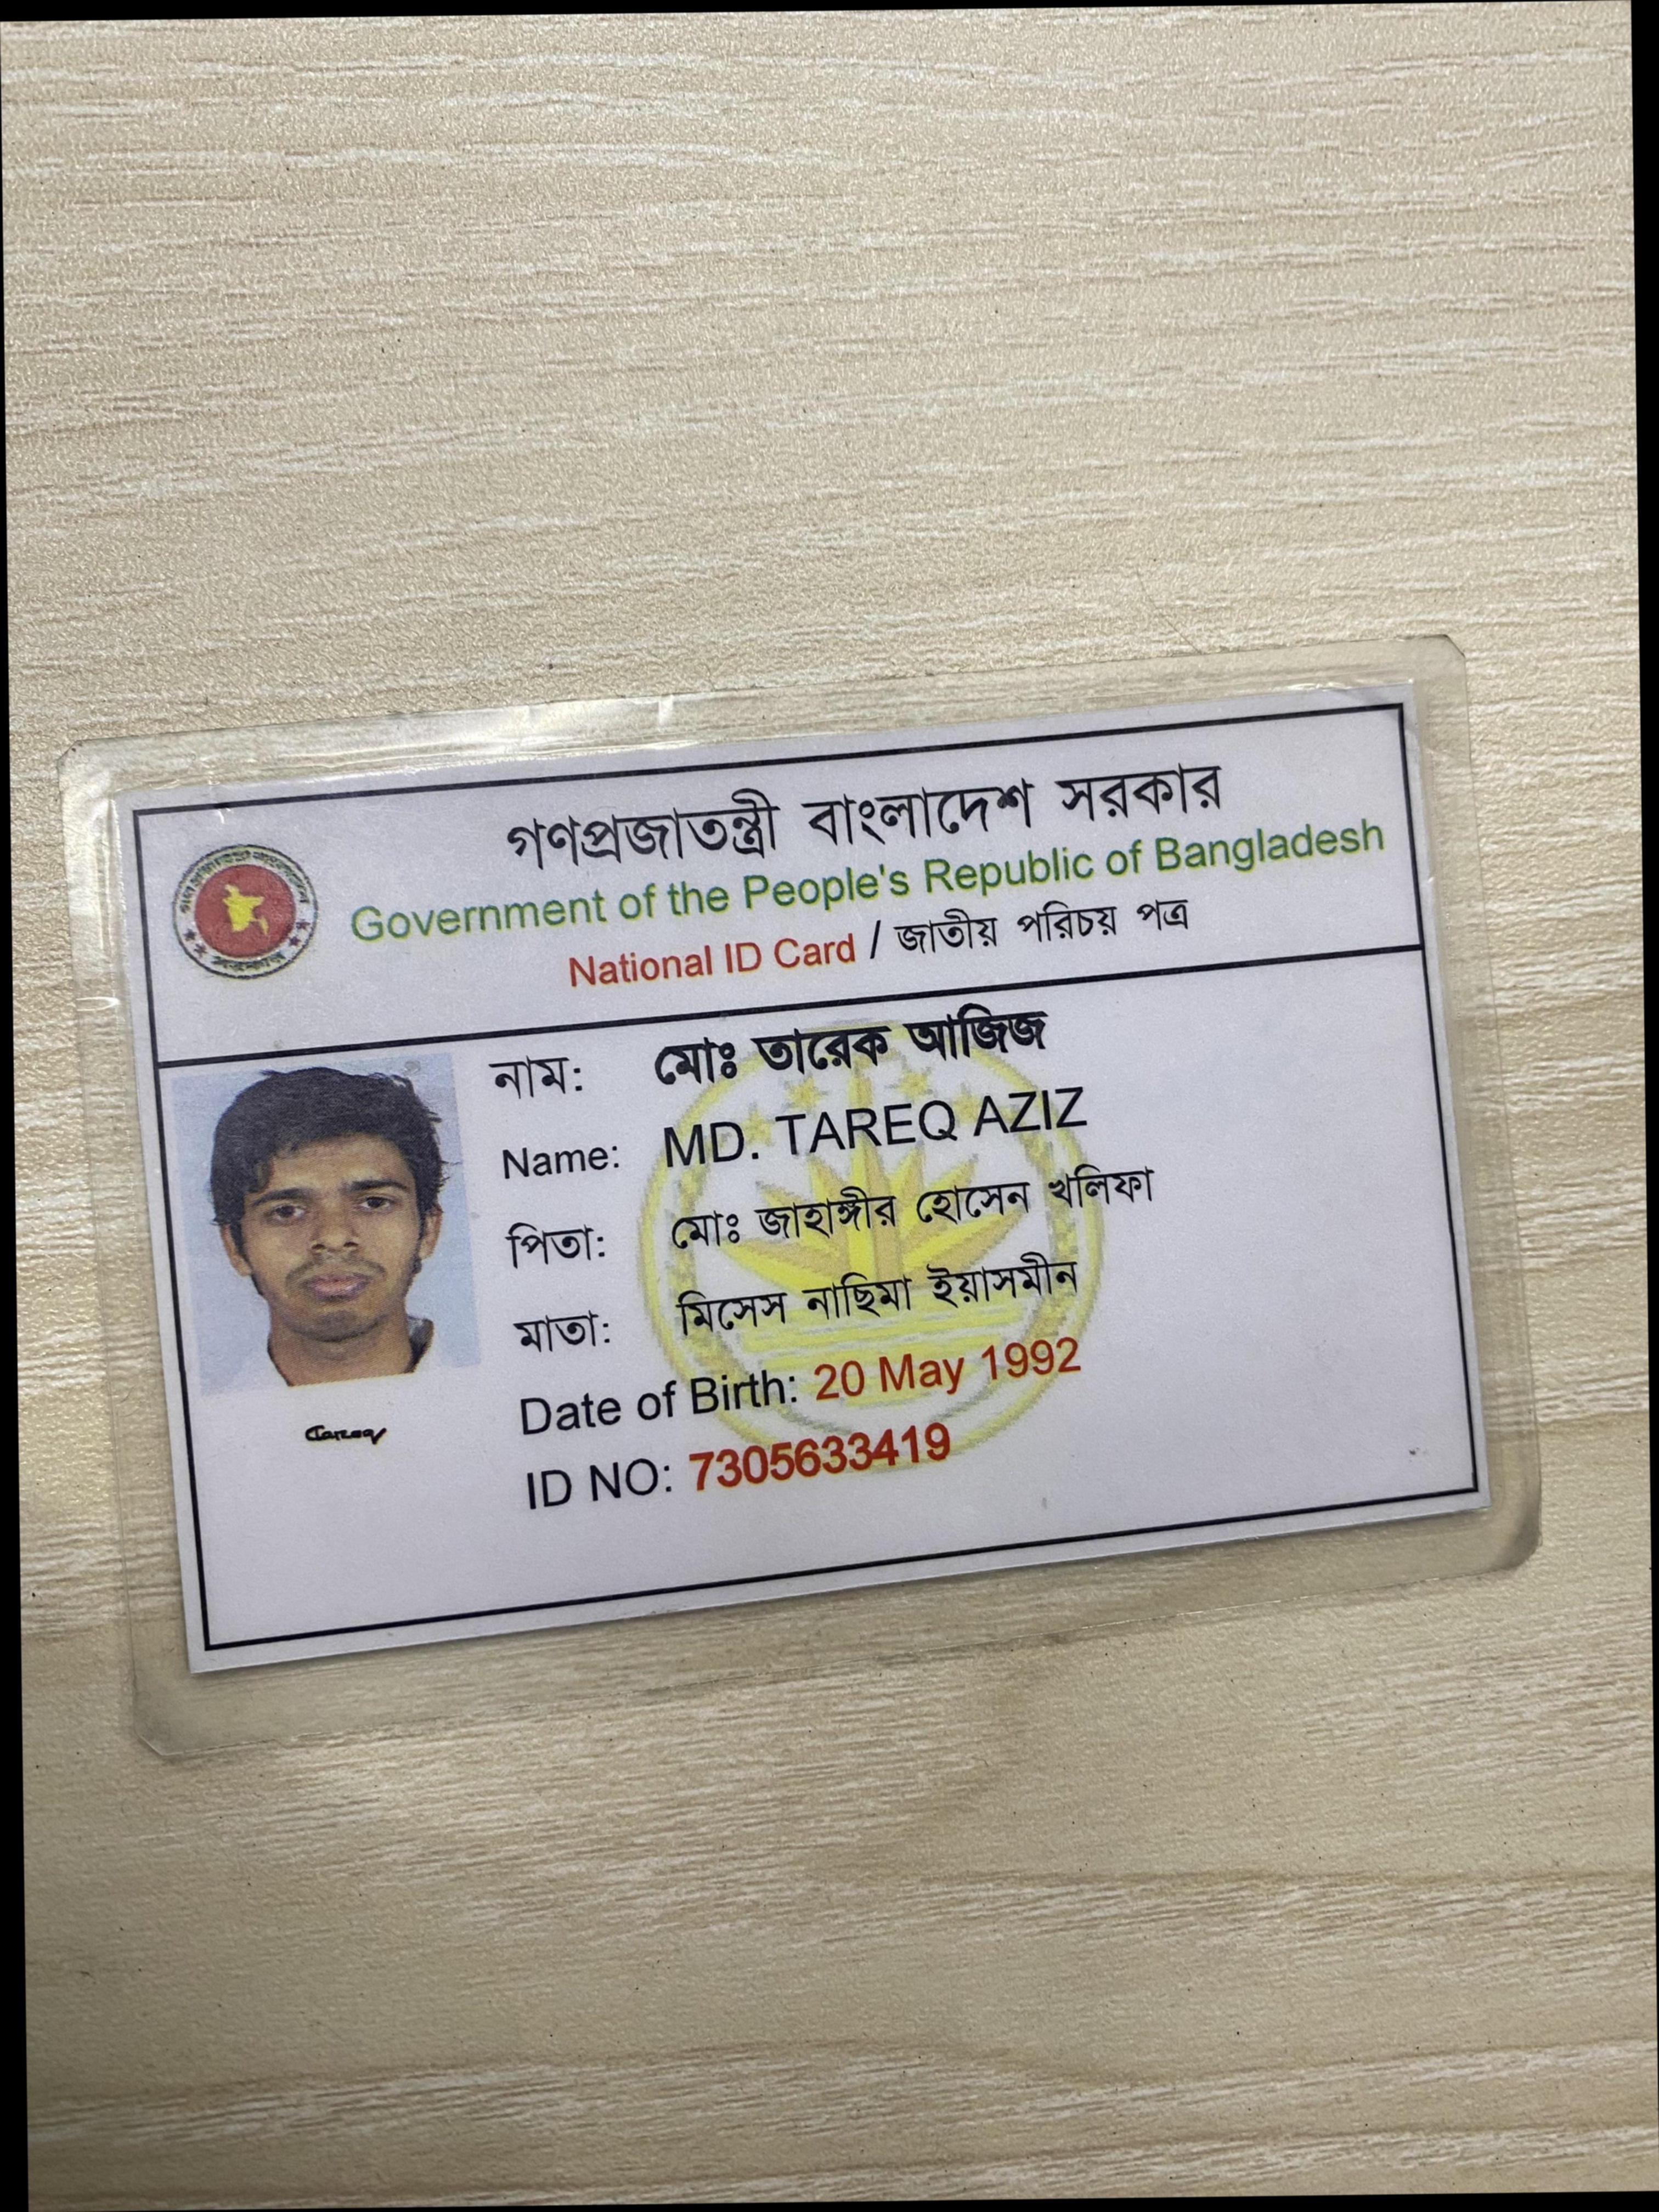 গণপ্রজাতন্ত্রী বাংলাদেশ সরকার
Government of the People's Republic of Bangladesh
National ID Card / জাতীয় পরিচয় পত্র
নাম: মোঃ তারেক আজিজ
Name: MD. TAREQ AZIZ
পিতা: মোঃ জাহাঙ্গীর হোসেন খলিফা
মাতা: মিসেস নাছিমা ইয়াসমীন
Date of Birth: 20 May 1992
ID NO: 7305633419
Tareq